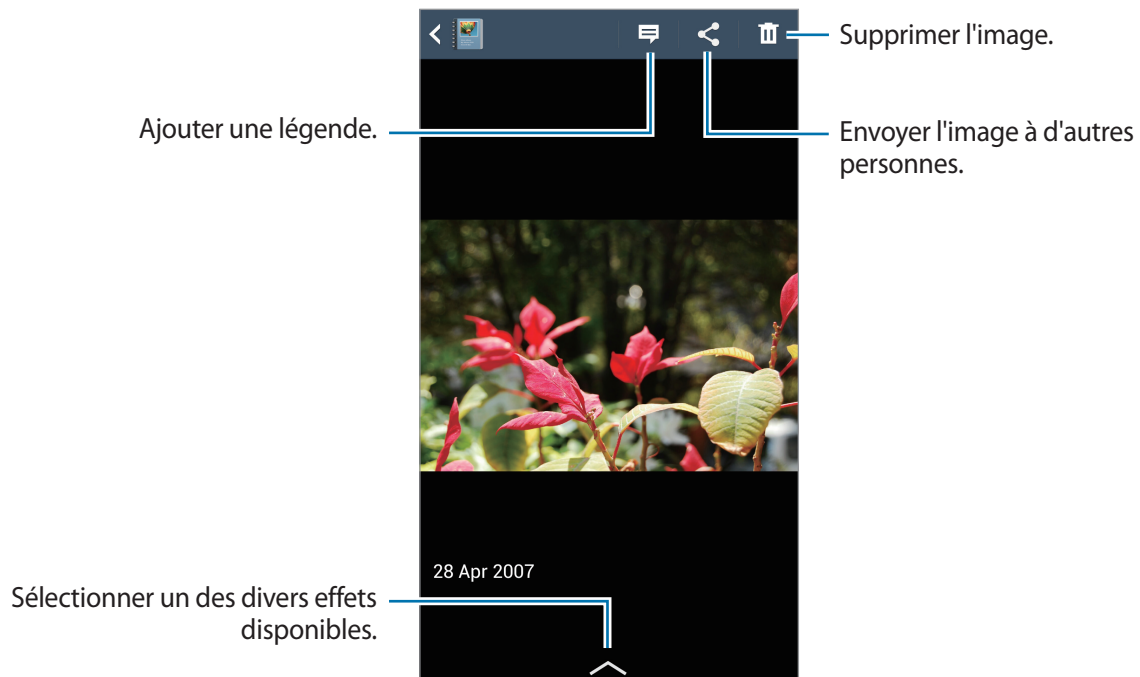 Supprimer l'image.
Ajouter une légende.
Envoyer l'image à d'autres
personnes.
28 Apr 2007
Sélectionner un des divers effets
disponibles.